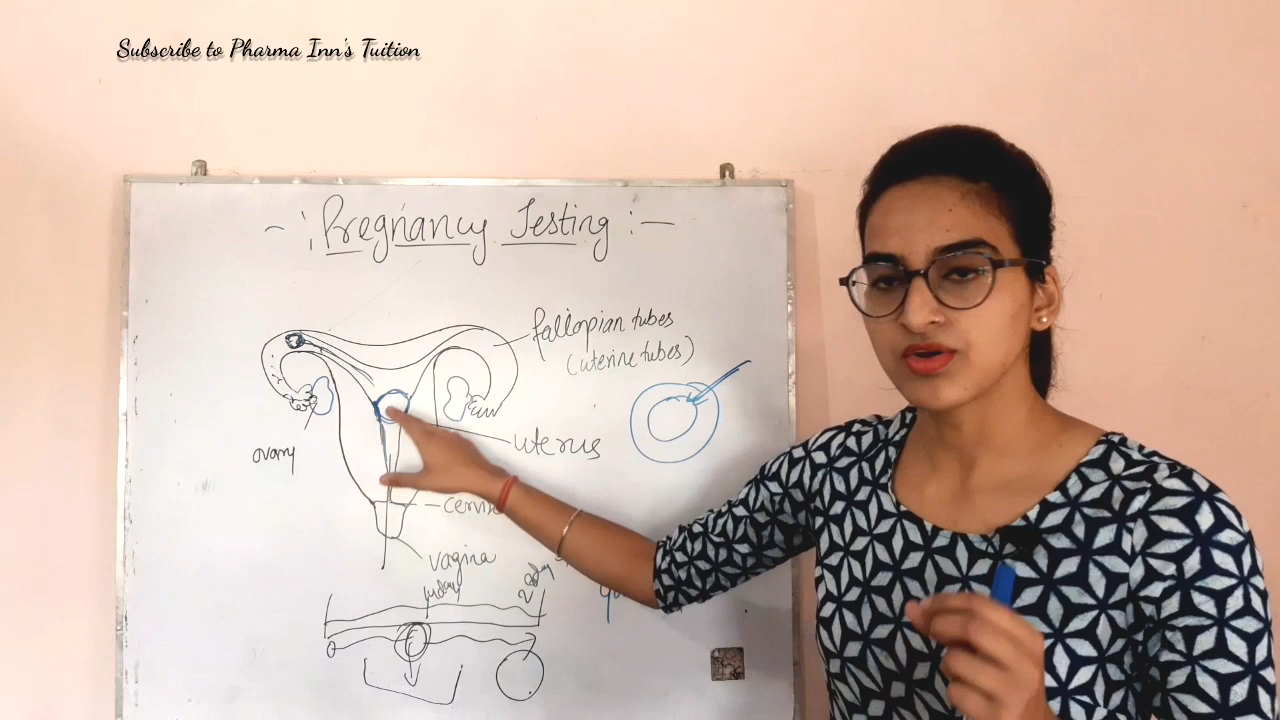 Subscribe to Pharma Inn's Tuition
-:Pregnancy Testing:-
fallopian tubes
(uterine tubes)
ovary
uterus
vagina